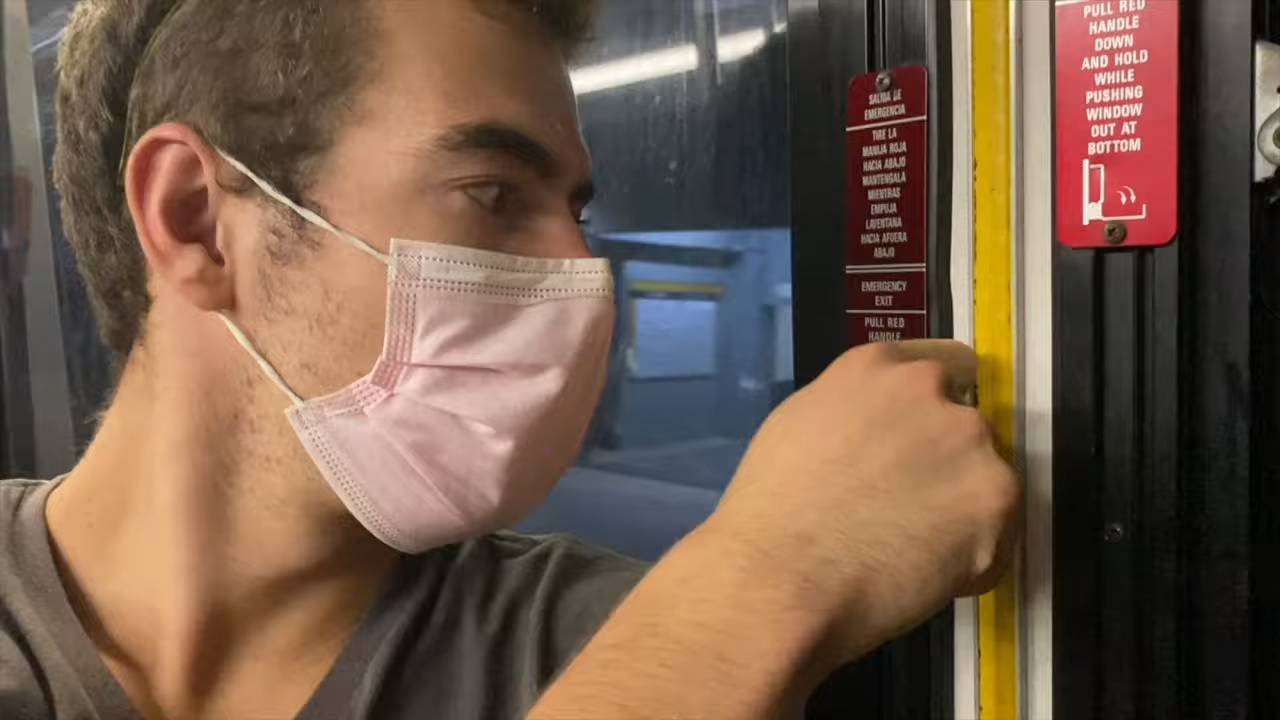 SALIDA DE
EMERGENCIA
TIRE LA
MANIJA ROJA
HACIA ABAJO
MANTENGALA
MIENTRAS
EMPUJA
LAVENTANA
HACIA AFUERA
ABAJO
EMERGENCY
EXIT
PULL RED
HANDLE
PULL RED
HANDLE
DOWN
AND HOLD
WHILE
PUSHING
WINDOW
OUT AT
BOTTOM